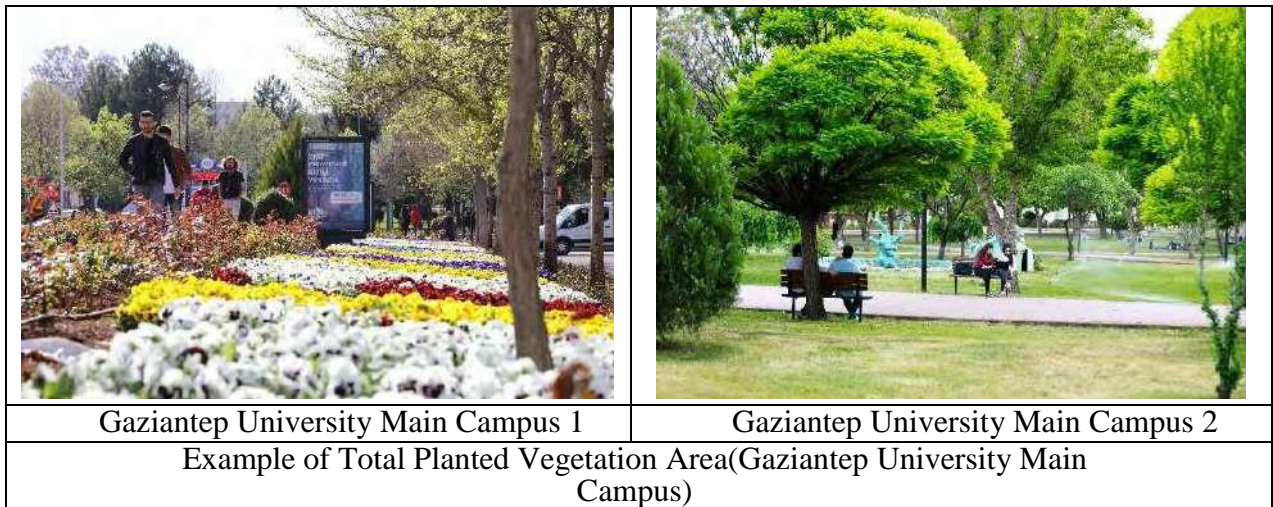 Gaziantep University Main Campus 1
Gaziantep University Main Campus 2
Example of Total Planted Vegetation Area(Gaziantep University Main
Campus)